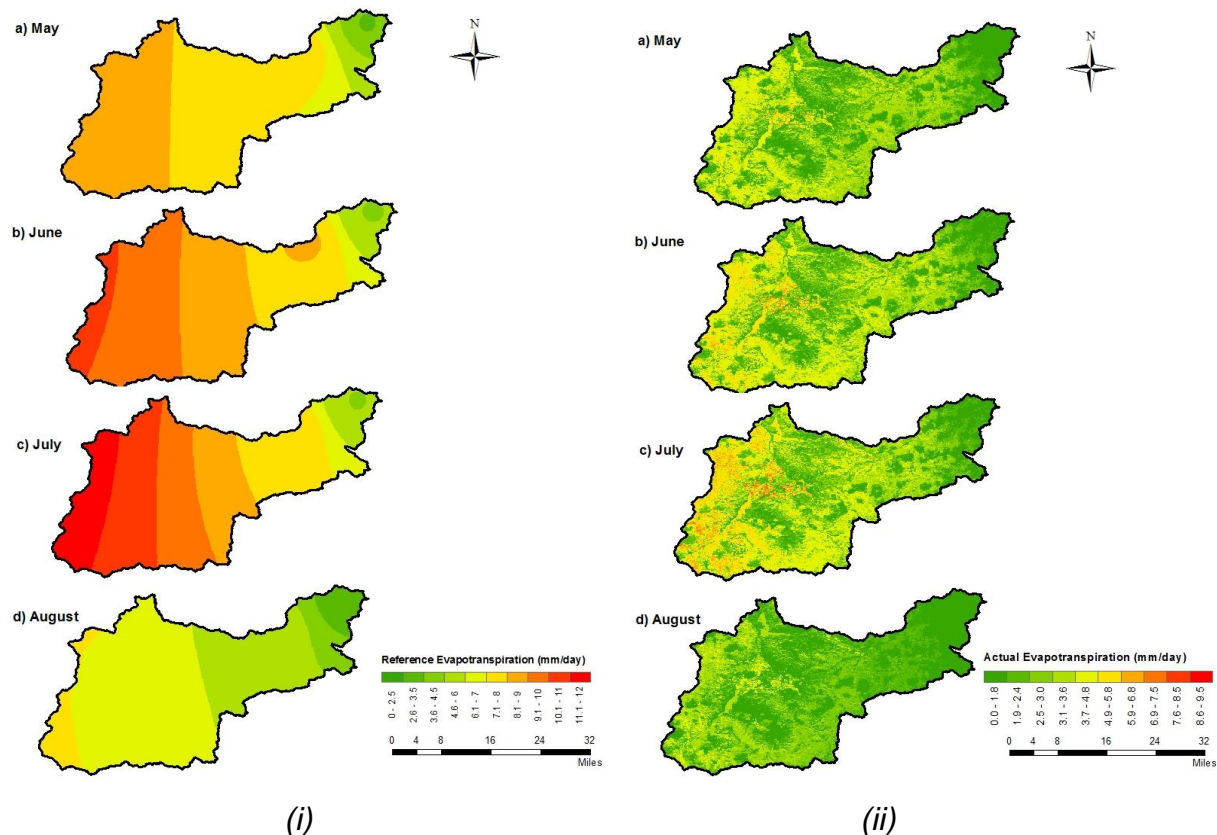 a) May
N
b) June
c) July
d) August
Reference Evapotranspiration (mm/day)
0 - 2.5
2.6 - 3.5
3.6 - 4.5
4.6 - 6
6.1 - 7
7.1 - 8
8.1 - 9
9.1 - 10
10.1 - 11
11.1 - 12
0 4 8 16 24 32
Miles
(i)
a) May
N
b) June
c) July
d) August
Actual Evapotranspiration (mm/day)
0.0 - 1.8
1.9 - 2.4
2.5 - 3.0
3.1 - 3.6
3.7 - 4.8
4.9 - 5.8
5.9 - 6.8
6.9 - 7.5
7.6 - 8.5
8.6 - 9.5
0 4 8 16 24 32
Miles
(ii)